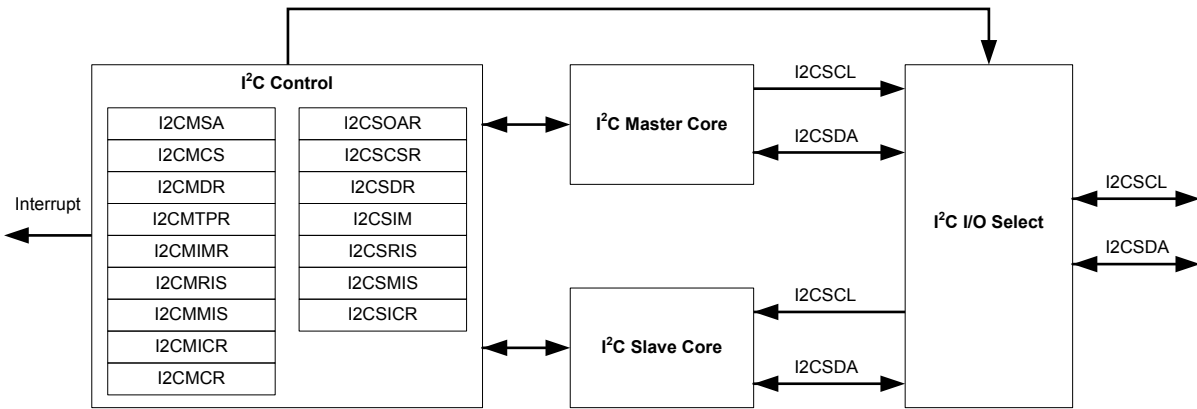 I²C Control
I2CMSA
I2CMCS
I2CMDR
I2CMTPR
I2CMIMR
I2CMRIS
I2CMMIS
I2CMICR
I2CMCR
I2CSOAR
I2CSCSR
I2CSDR
I2CSIM
I2CSRIS
I2CSMIS
I2CSICR
Interrupt
I²C Master Core
I2CSCL
I2CSDA
I²C Slave Core
I2CSCL
I2CSDA
I²C I/O Select
I2CSCL
I2CSDA